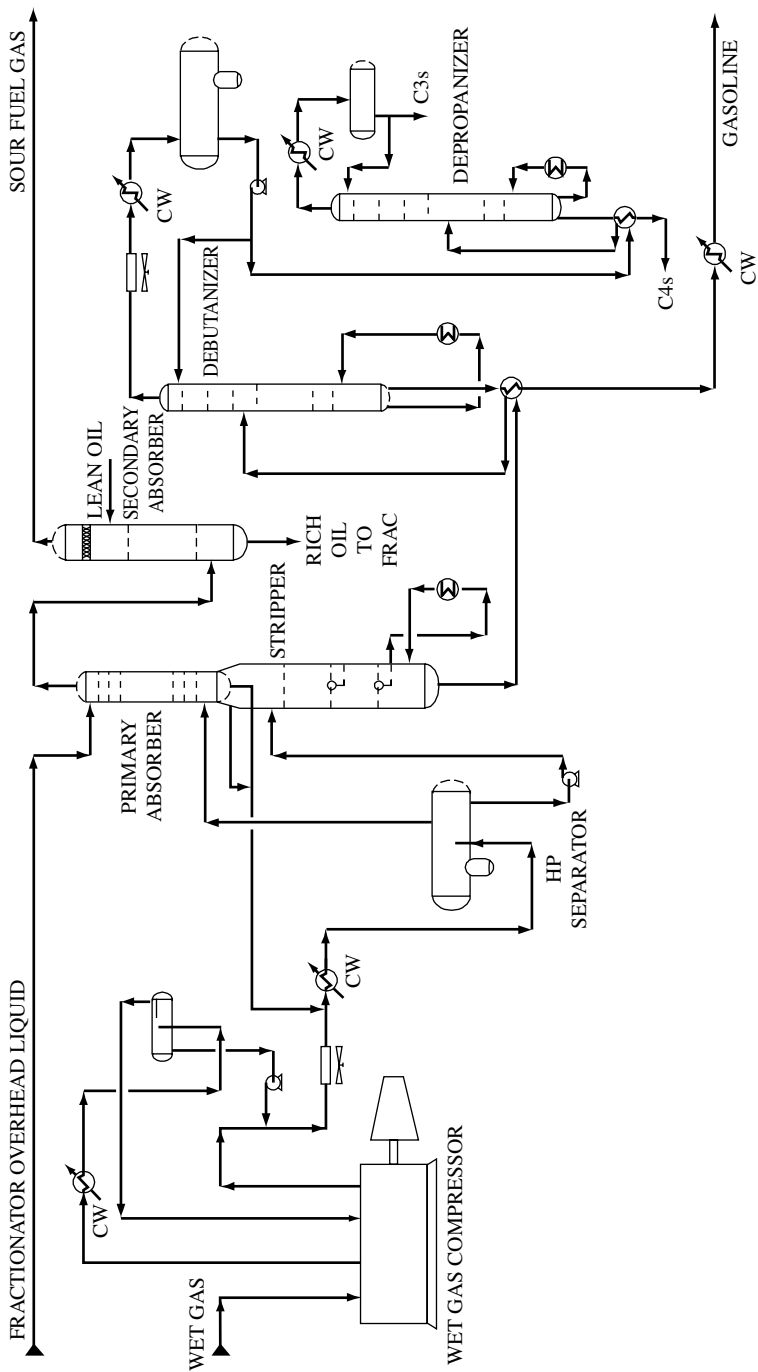 FRACTIONATOR OVERHEAD LIQUID
SOUR FUEL GAS
CW
WET GAS
WET GAS COMPRESSOR
CW
HP
SEPARATOR
PRIMARY
ABSORBER
STRIPPER
LEAN OIL
SECONDARY
ABSORBER
RICH
OIL
TO
FRAC
DEBUTANIZER
CW
CW
C3s
DEPROPANIZER
C4s
CW
GASOLINE